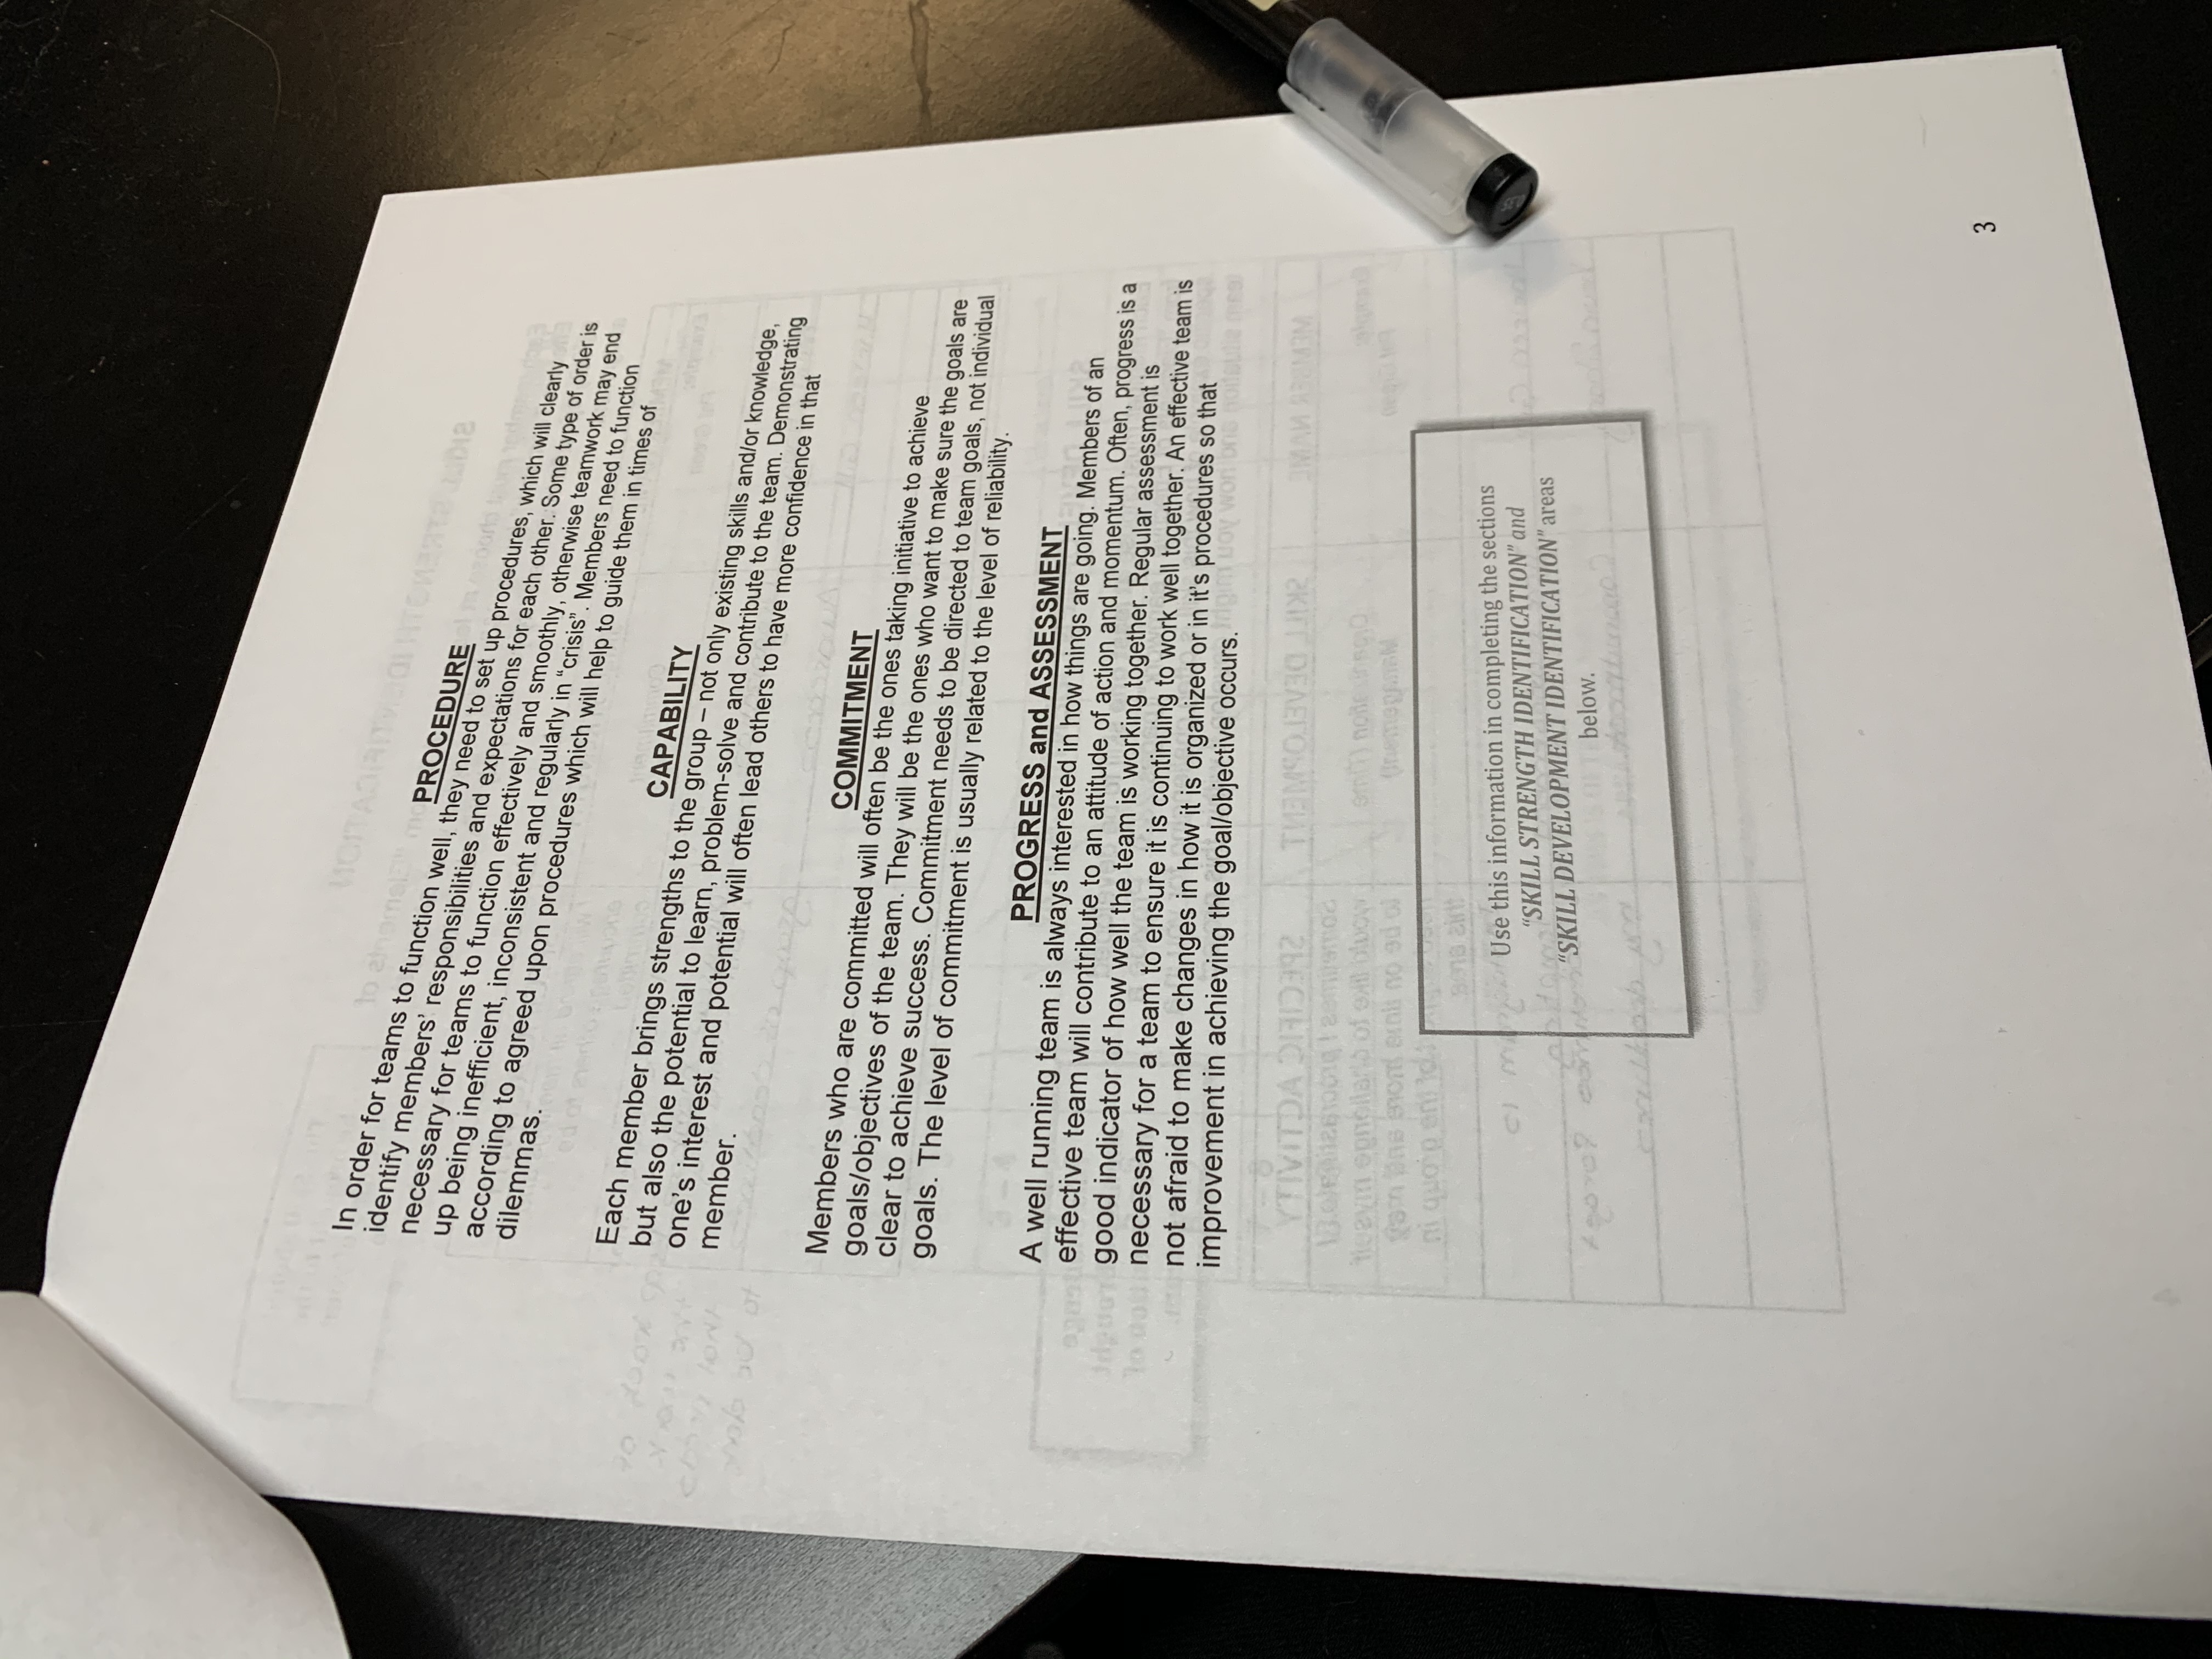 PROCEDURE
In order for teams to function well, they need to set up procedures, which will clearly
identify members' responsibilities and expectations for each other. Some type of order is
necessary for teams to function effectively and smoothly, otherwise teamwork may end
up being inefficient, inconsistent and regularly in "crisis". Members need to function
according to agreed upon procedures which will help to guide them in times of
dilemmas.
CAPABILITY
Each member brings strengths to the group – not only existing skills and/or knowledge,
but also the potential to learn, problem-solve and contribute to the team. Demonstrating
one's interest and potential will often lead others to have more confidence in that
member.
COMMITMENT
Members who are committed will often be the ones taking initiative to achieve
goals/objectives of the team. They will be the ones who want to make sure the goals are
clear to achieve success. Commitment needs to be directed to team goals, not individual
goals. The level of commitment is usually related to the level of reliability.
PROGRESS and ASSESSMENT
A well running team is always interested in how things are going. Members of an
effective team will contribute to an attitude of action and momentum. Often, progress is a
good indicator of how well the team is working together. Regular assessment is
necessary for a team to ensure it is continuing to work well together. An effective team is
not afraid to make changes in how it is organized or in it's procedures so that
improvement in achieving the goal/objective occurs.
Use this information in completing the sections
"SKILL STRENGTH IDENTIFICATION" and
"SKILL DEVELOPMENT IDENTIFICATION" areas
below.
3